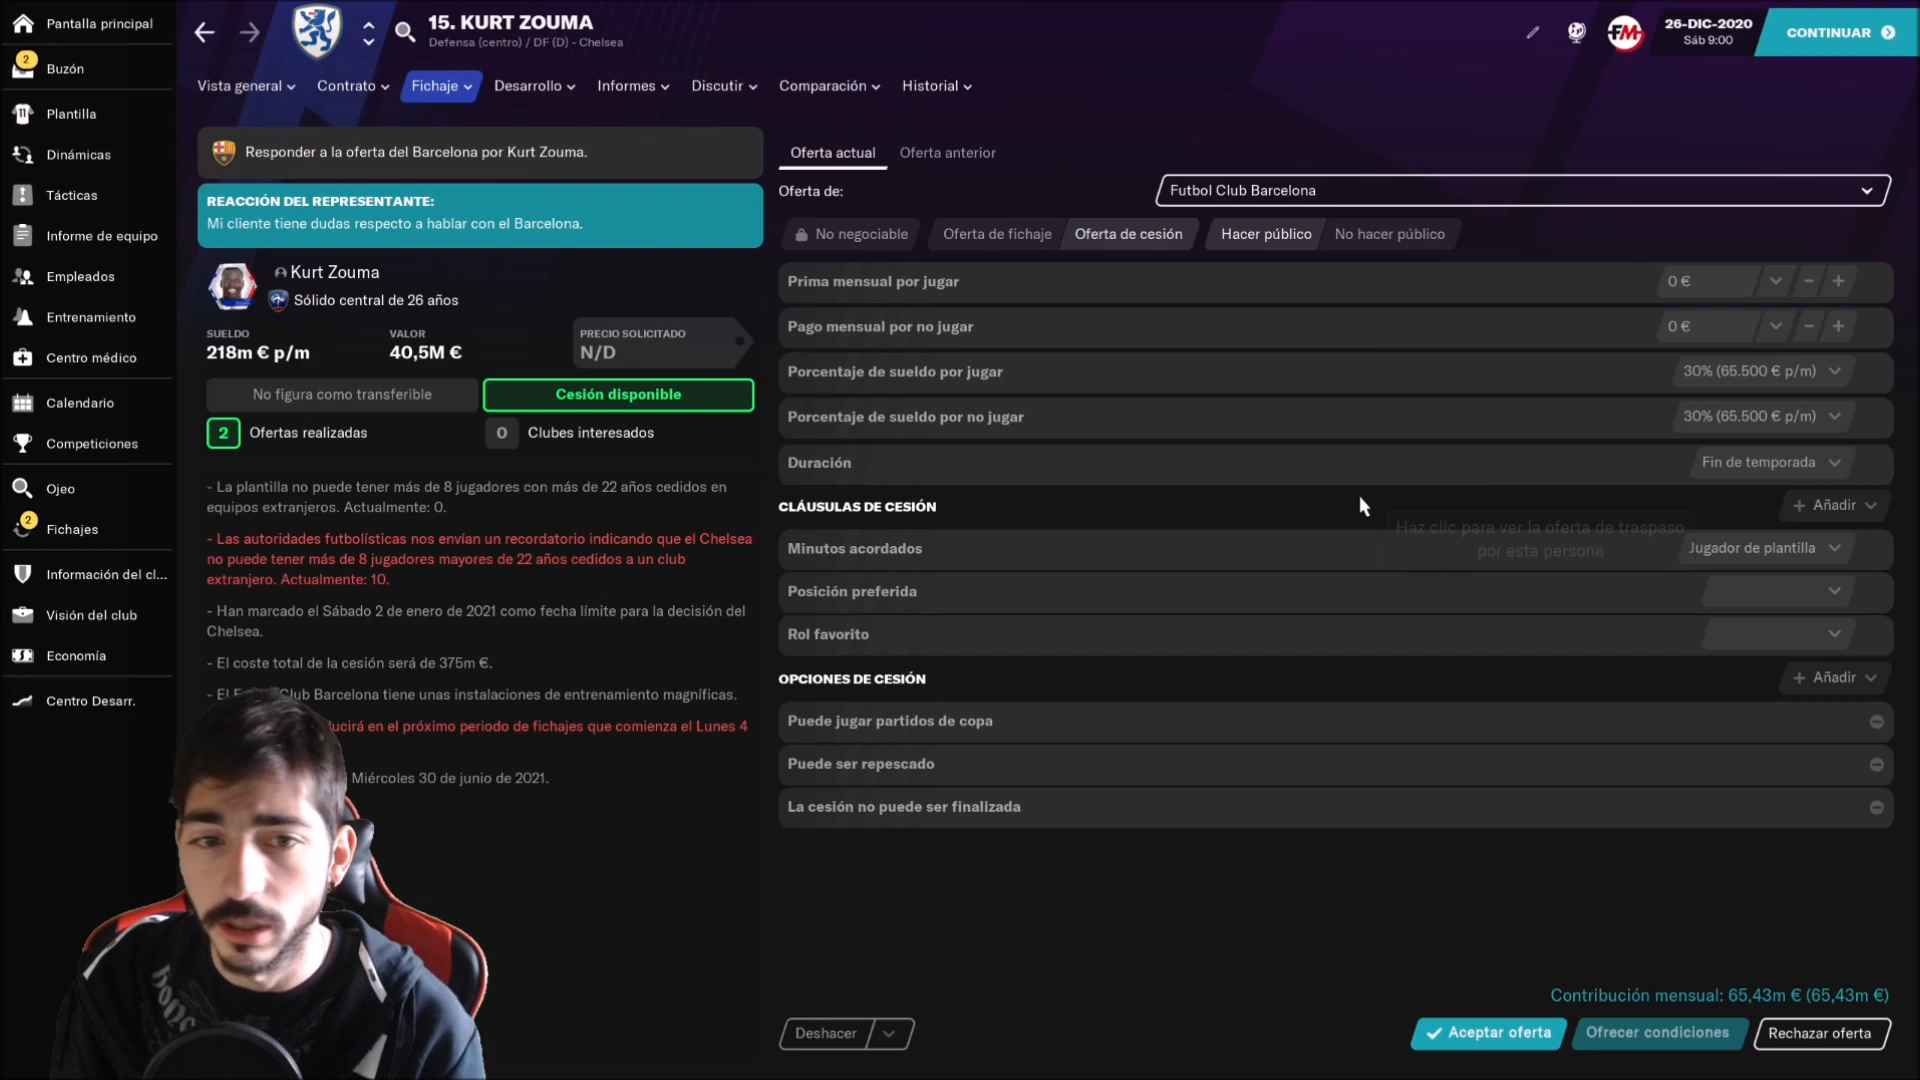 Pantalla principal
2
Buzón
Plantilla
Dinámicas
Tácticas
Informe de equipo
Empleados
Entrenamiento
Centro médico
Calendario
Competiciones
Ojeo
2
Fichajes
Información del cl...
Visión del club
Economía
Centro Desarr.
15. KURT ZOUMA
Defensa (centro) / DF (D) - Chelsea
FM
26-DIC-2020
Sáb 9:00
CONTINUAR
Vista general
Contrato
Fichaje
Desarrollo
Informes
Discutir
Comparación
Historial
Responder a la oferta del Barcelona por Kurt Zouma.
REACCIÓN DEL REPRESENTANTE:
Mi cliente tiene dudas respecto a hablar con el Barcelona.
Kurt Zouma
Sólido central de 26 años
SUELDO
218m € p/m
VALOR
40,5M €
PRECIO SOLICITADO
N/D
No figura como transferible
Cesión disponible
2 Ofertas realizadas
0 Clubes interesados
- La plantilla no puede tener más de 8 jugadores con más de 22 años cedidos en
equipos extranjeros. Actualmente: 0.
- Las autoridades futbolísticas nos envían un recordatorio indicando que el Chelsea
no puede tener más de 8 jugadores mayores de 22 años cedidos a un club
extranjero. Actualmente: 10.
- Han marcado el Sábado 2 de enero de 2021 como fecha límite para la decisión del
Chelsea.
- El coste total de la cesión será de 375m €.
- El Club Barcelona tiene unas instalaciones de entrenamiento magníficas.
ucirá en el próximo periodo de fichajes que comienza el Lunes 4
Miércoles 30 de junio de 2021.
Oferta actual
Oferta anterior
Oferta de:
Futbol Club Barcelona
No negociable
Oferta de fichaje
Oferta de cesión
Hacer público
No hacer público
Prima mensual por jugar
0 €
Pago mensual por no jugar
0 €
Porcentaje de sueldo por jugar
30% (65.500 € p/m)
Porcentaje de sueldo por no jugar
30% (65.500 € p/m)
Duración
Fin de temporada
CLÁUSULAS DE CESIÓN
+ Añadir
Haz clic para ver la oferta de traspaso
por esta persona
Minutos acordados
Jugador de plantilla
Posición preferida
Rol favorito
OPCIONES DE CESIÓN
+ Añadir
Puede jugar partidos de copa
Puede ser repescado
La cesión no puede ser finalizada
Contribución mensual: 65,43m € (65,43m €)
Deshacer
Aceptar oferta
Ofrecer condiciones
Rechazar oferta